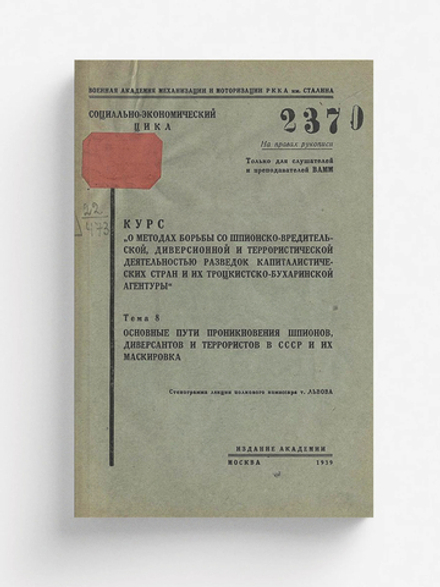 ВОЕННАЯ АКАДЕМИЯ МЕХАНИЗАЦИИ И МОТОРИЗАЦИИ РККА им. СТАЛИНА
СОЦИАЛЬНО-ЭКОНОМИЧЕСКИЙ
ЦИКЛ
2370
На правах рукописи
Только для слушателей
и преподавателей ВАММ
22
473
КУРС
„О МЕТОДАХ БОРЬБЫ СО ШПИОНСКО-ВРЕДИТЕЛЬ-
СКОЙ, ДИВЕРСИОННОЙ И ТЕРРОРИСТИЧЕСКОЙ
ДЕЯТЕЛЬНОСТЬЮ РАЗВЕДОК КАПИТАЛИСТИЧЕ-
СКИХ СТРАН И ИХ ТРОЦКИСТСКО-БУХАРИНСКОЙ
АГЕНТУРЫ“
Тема 8
ОСНОВНЫЕ ПУТИ ПРОНИКНОВЕНИЯ ШПИОНОВ,
ДИВЕРСАНТОВ И ТЕРРОРИСТОВ В СССР И ИХ
МАСКИРОВКА
Стенограмма лекции полкового комиссара т. ЛЬВОВА
ИЗДАНИЕ АКАДЕМИИ
МОСКВА 1939